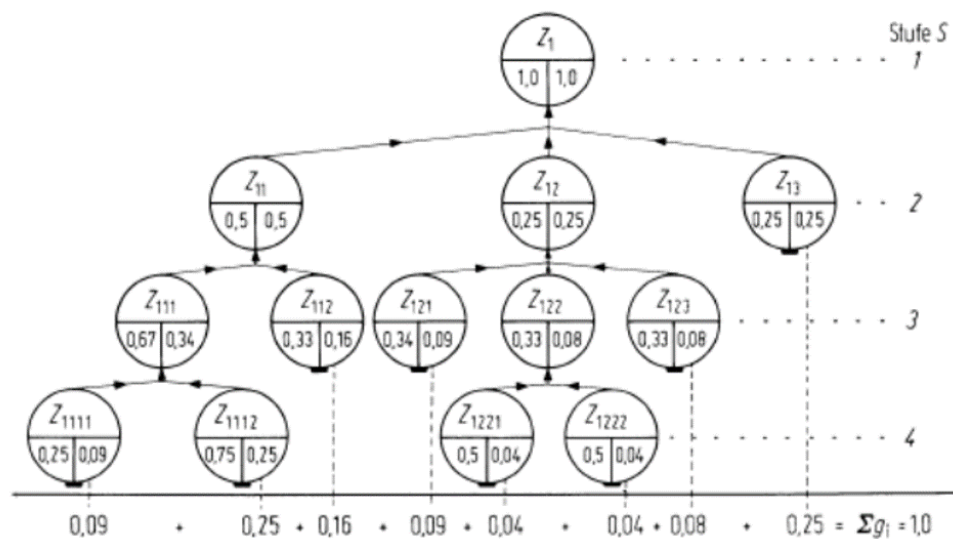 Stufe S
Z₁ 1
1,0 1,0
Z₁₁ Z₁₂ Z₁₃ 2
0,5 0,5 0,25 0,25 0,25 0,25
Z₁₁₁ Z₁₁₂ Z₁₂₁ Z₁₂₂ Z₁₂₃ 3
0,67 0,34 0,33 0,16 0,34 0,09 0,33 0,08 0,33 0,08
Z₁₁₁₁ Z₁₁₁₂ Z₁₂₂₁ Z₁₂₂₂ 4
0,25 0,09 0,75 0,25 0,5 0,04 0,5 0,04
0,09 + 0,25 + 0,16 + 0,09 + 0,04 + 0,04 + 0,08 + 0,25 = Σgᵢ = 1,0